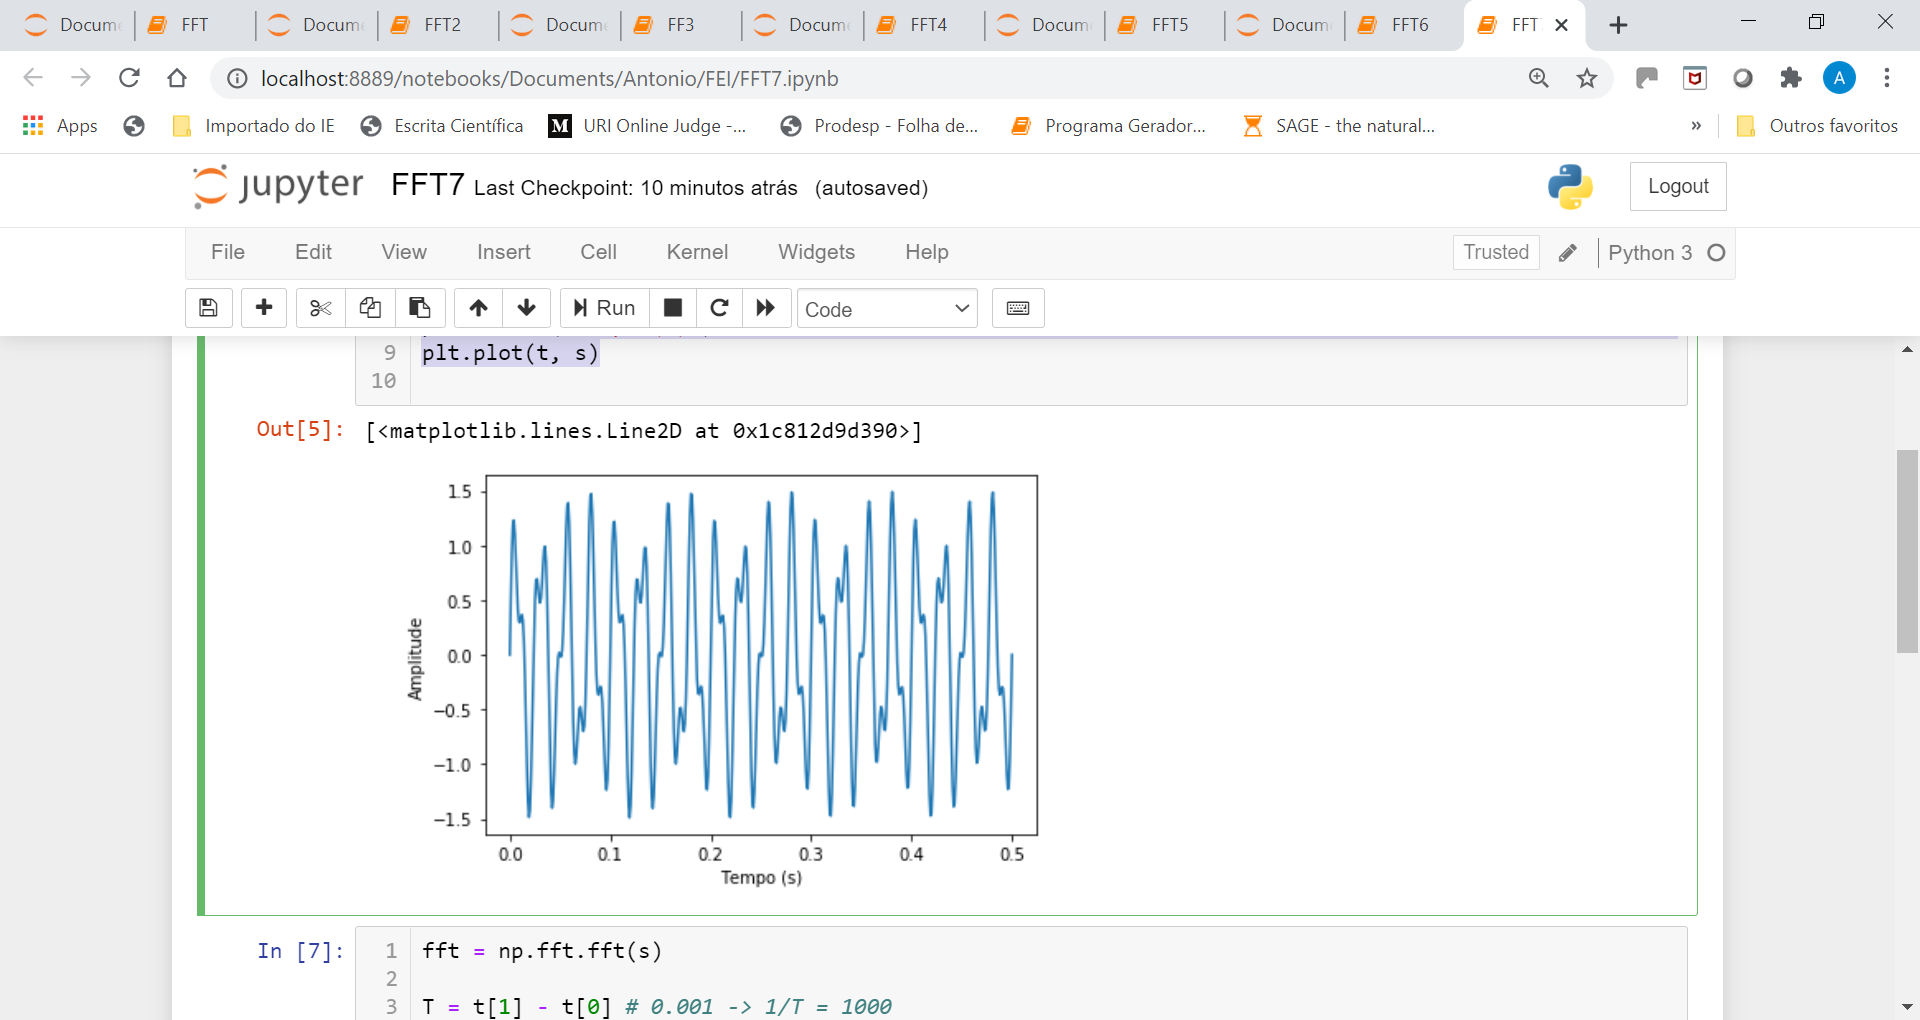 Docum FFT Docum FFT2 Docum FF3 Docum FFT4 Docum FFT5 Docum FFT6 FFT
localhost:8889/notebooks/Documents/Antonio/FEI/FFT7.ipynb A
Apps Importado do IE Escrita Científica M URI Online Judge -... Prodesp - Folha de... Programa Gerador... SAGE - the natural... » Outros favoritos
jupyter FFT7 Last Checkpoint: 10 minutos atrás (autosaved) Logout
File Edit View Insert Cell Kernel Widgets Help Trusted Python 3
Run Code
9 plt.plot(t, s)
10
Out[5]: [<matplotlib.lines.Line2D at 0x1c812d9d390>]
1.5
1.0
0.5
0.0
−0.5
−1.0
−1.5
Amplitude
0.0 0.1 0.2 0.3 0.4 0.5
Tempo (s)
In [7]: 1 fft = np.fft.fft(s)
2
3 T = t[1] - t[0] # 0.001 -> 1/T = 1000